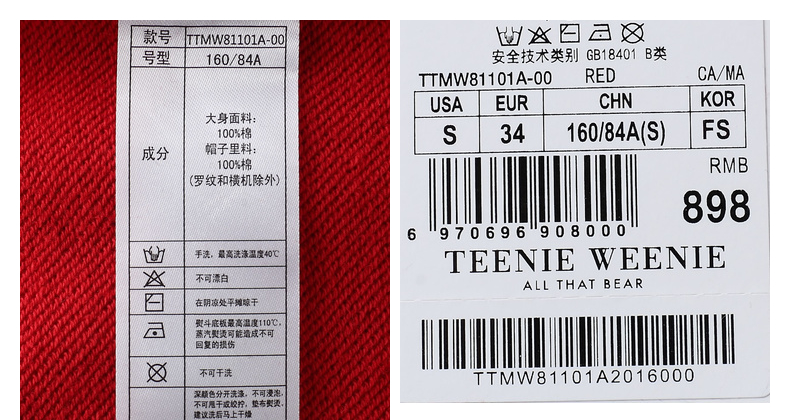 款号 TTMW81101A-00
号型 160/84A
成分
大身面料:
100%棉
帽子里料:
100%棉
(罗纹和横机除外)
手洗，最高洗涤温度40℃
不可漂白
在阴凉处平摊晾干
熨斗底板最高温度110℃，
蒸汽熨烫可能造成不可
回复的损伤
不可干洗
深颜色分开洗涤，不可浸泡，
不可甩干或绞拧，垫布熨烫，
建议洗后马上干燥
安全技术类别 GB18401 B类
TTMW81101A-00 RED CA/MA
USA EUR CHN KOR
S 34 160/84A(S) FS
RMB
898
6 970696 908000
TEENIE WEENIE
ALL THAT BEAR
TTMW81101A2016000